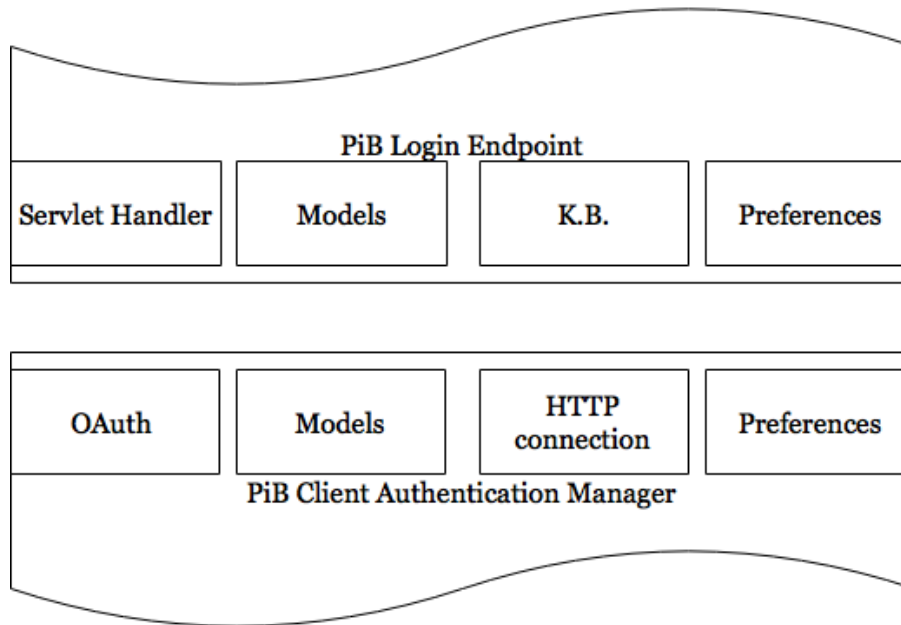 PiB Login Endpoint
Servlet Handler
Models
K.B.
Preferences
OAuth
Models
HTTP
connection
Preferences
PiB Client Authentication Manager